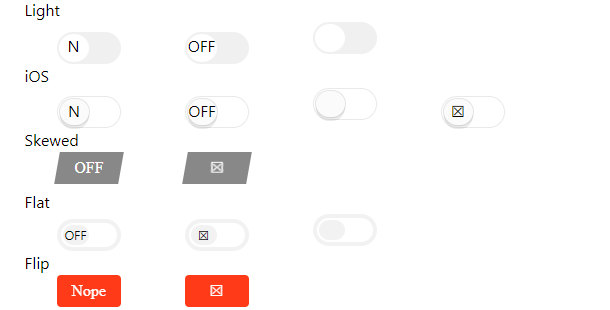 Light
N OFF
iOS
N OFF ☒
Skewed
OFF ☒
Flat
OFF ☒
Flip
Nope ☒